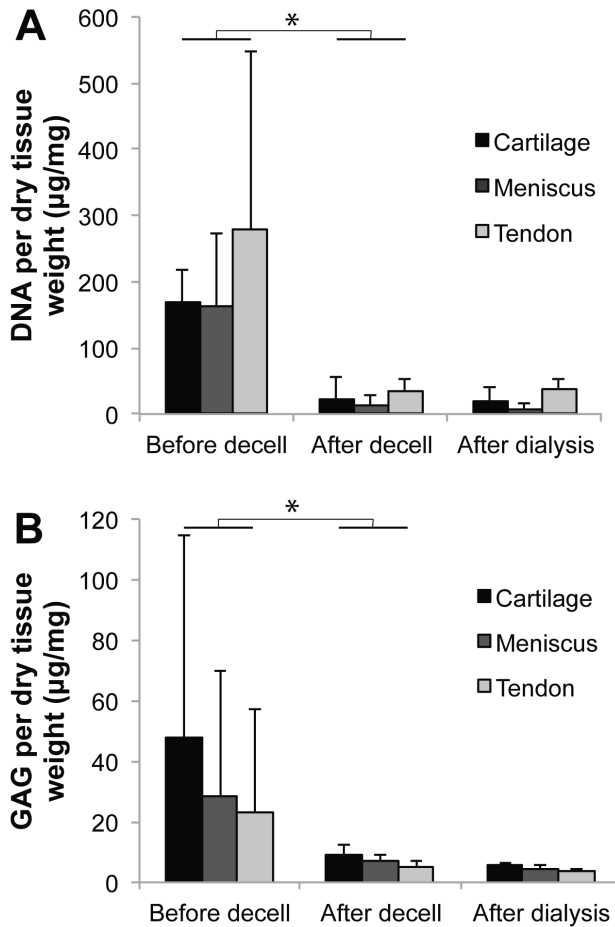 A
DNA per dry tissue
weight (µg/mg)
600
500
400
300
200
100
0
*
Cartilage
Meniscus
Tendon
Before decell
After decell
After dialysis
B
GAG per dry tissue
weight (µg/mg)
120
100
80
60
40
20
0
*
Cartilage
Meniscus
Tendon
Before decell
After decell
After dialysis